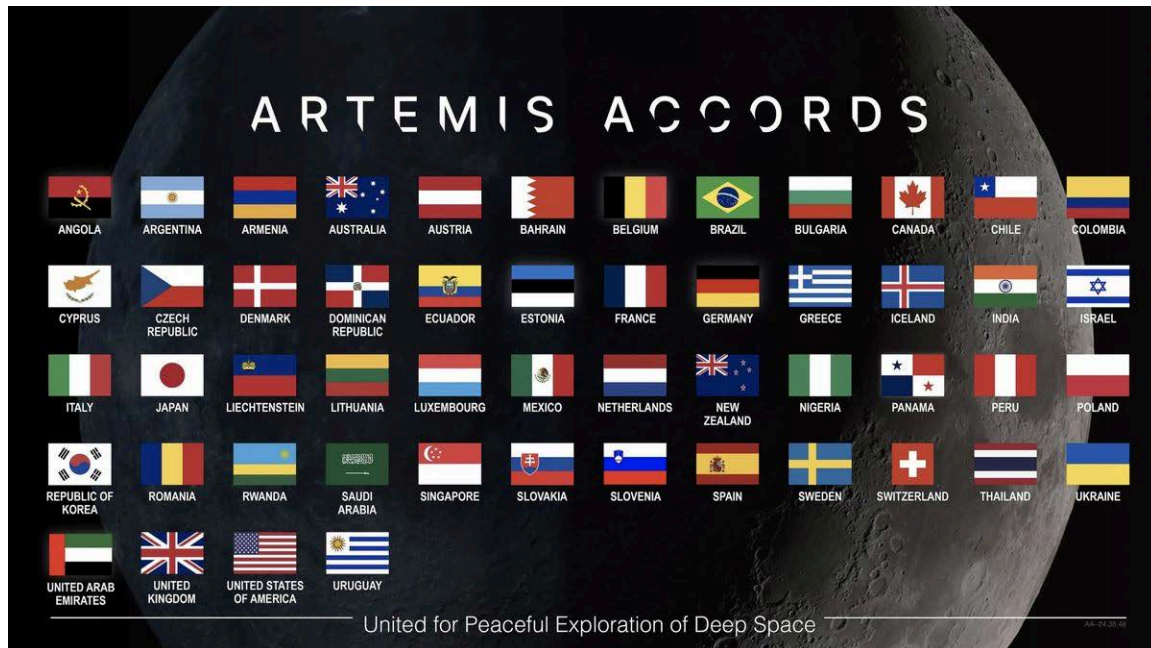 ARTEMIS ACCORDS
ANGOLA ARGENTINA ARMENIA AUSTRALIA AUSTRIA BAHRAIN BELGIUM BRAZIL BULGARIA CANADA CHILE COLOMBIA
CYPRUS CZECH REPUBLIC DENMARK DOMINICAN REPUBLIC ECUADOR ESTONIA FRANCE GERMANY GREECE ICELAND INDIA ISRAEL
ITALY JAPAN LIECHTENSTEIN LITHUANIA LUXEMBOURG MEXICO NETHERLANDS NEW ZEALAND NIGERIA PANAMA PERU POLAND
REPUBLIC OF KOREA ROMANIA RWANDA SAUDI ARABIA SINGAPORE SLOVAKIA SLOVENIA SPAIN SWEDEN SWITZERLAND THAILAND UKRAINE
UNITED ARAB EMIRATES UNITED KINGDOM UNITED STATES OF AMERICA URUGUAY
United for Peaceful Exploration of Deep Space